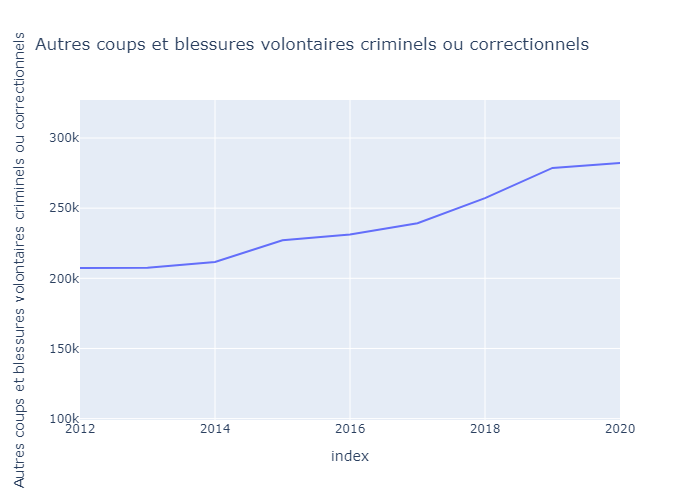 Autres coups et blessures volontaires criminels ou correctionnels
Autres coups et blessures volontaires criminels ou correctionnels
300k
250k
200k
150k
100k
2012 2014 2016 2018 2020
index